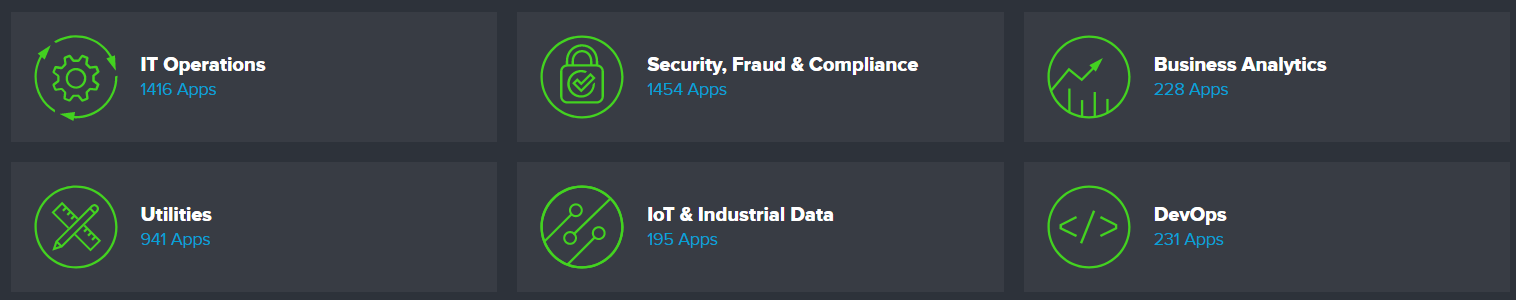 IT Operations
1416 Apps
Security, Fraud & Compliance
1454 Apps
Business Analytics
228 Apps
Utilities
941 Apps
IoT & Industrial Data
195 Apps
DevOps
231 Apps